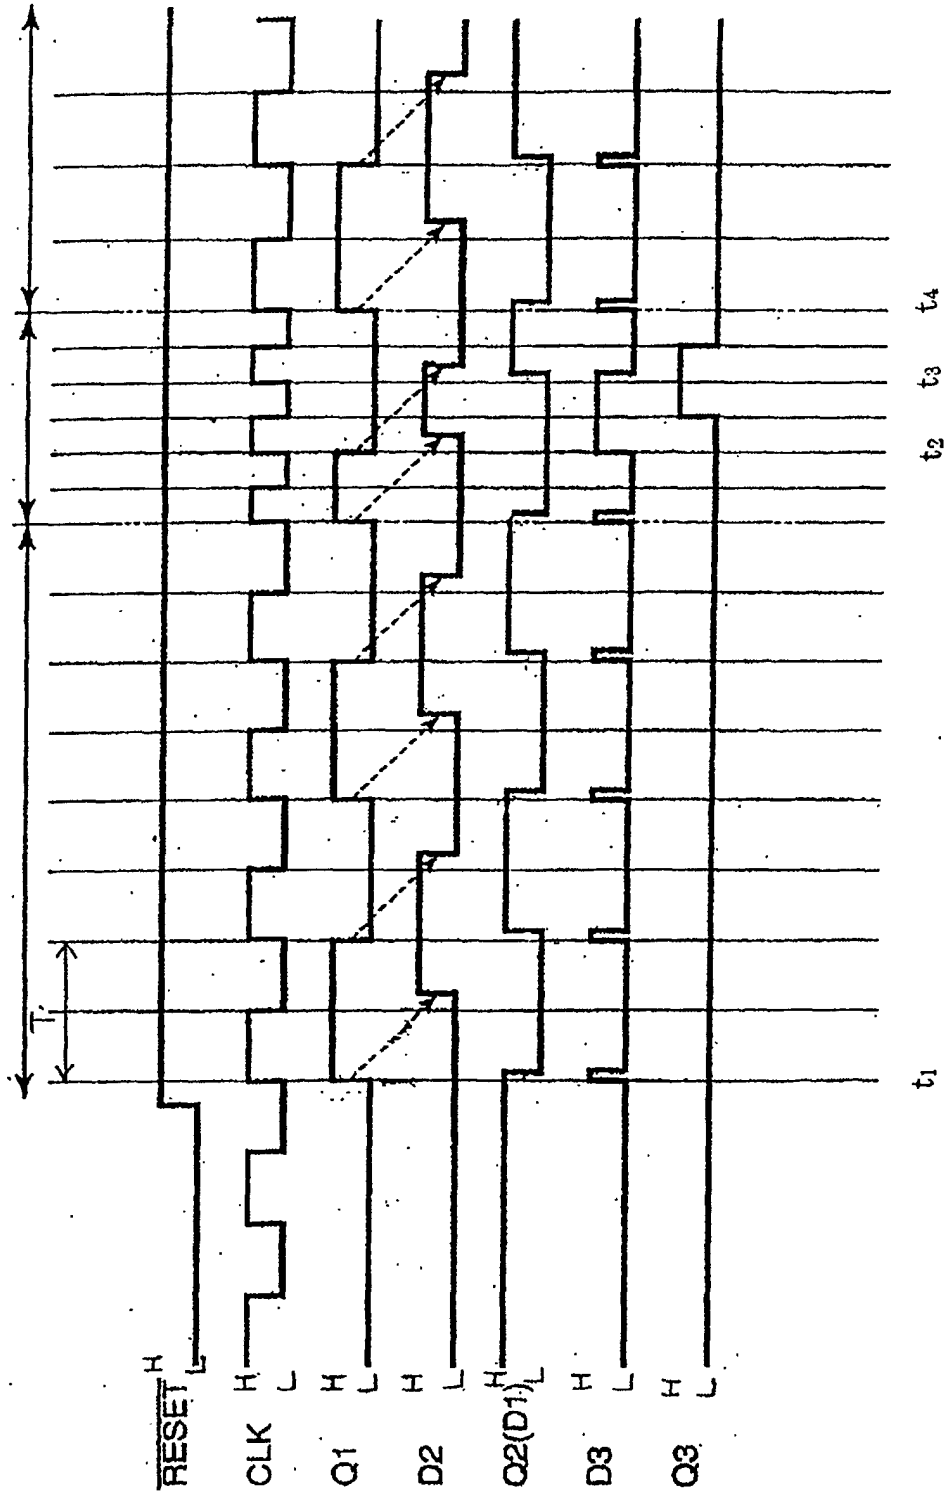 T
RESET H L
CLK H L
Q1 H L
D2 H L
Q2(D1) H L
D3 H L
Q3 H L
t1 t2 t3 t4